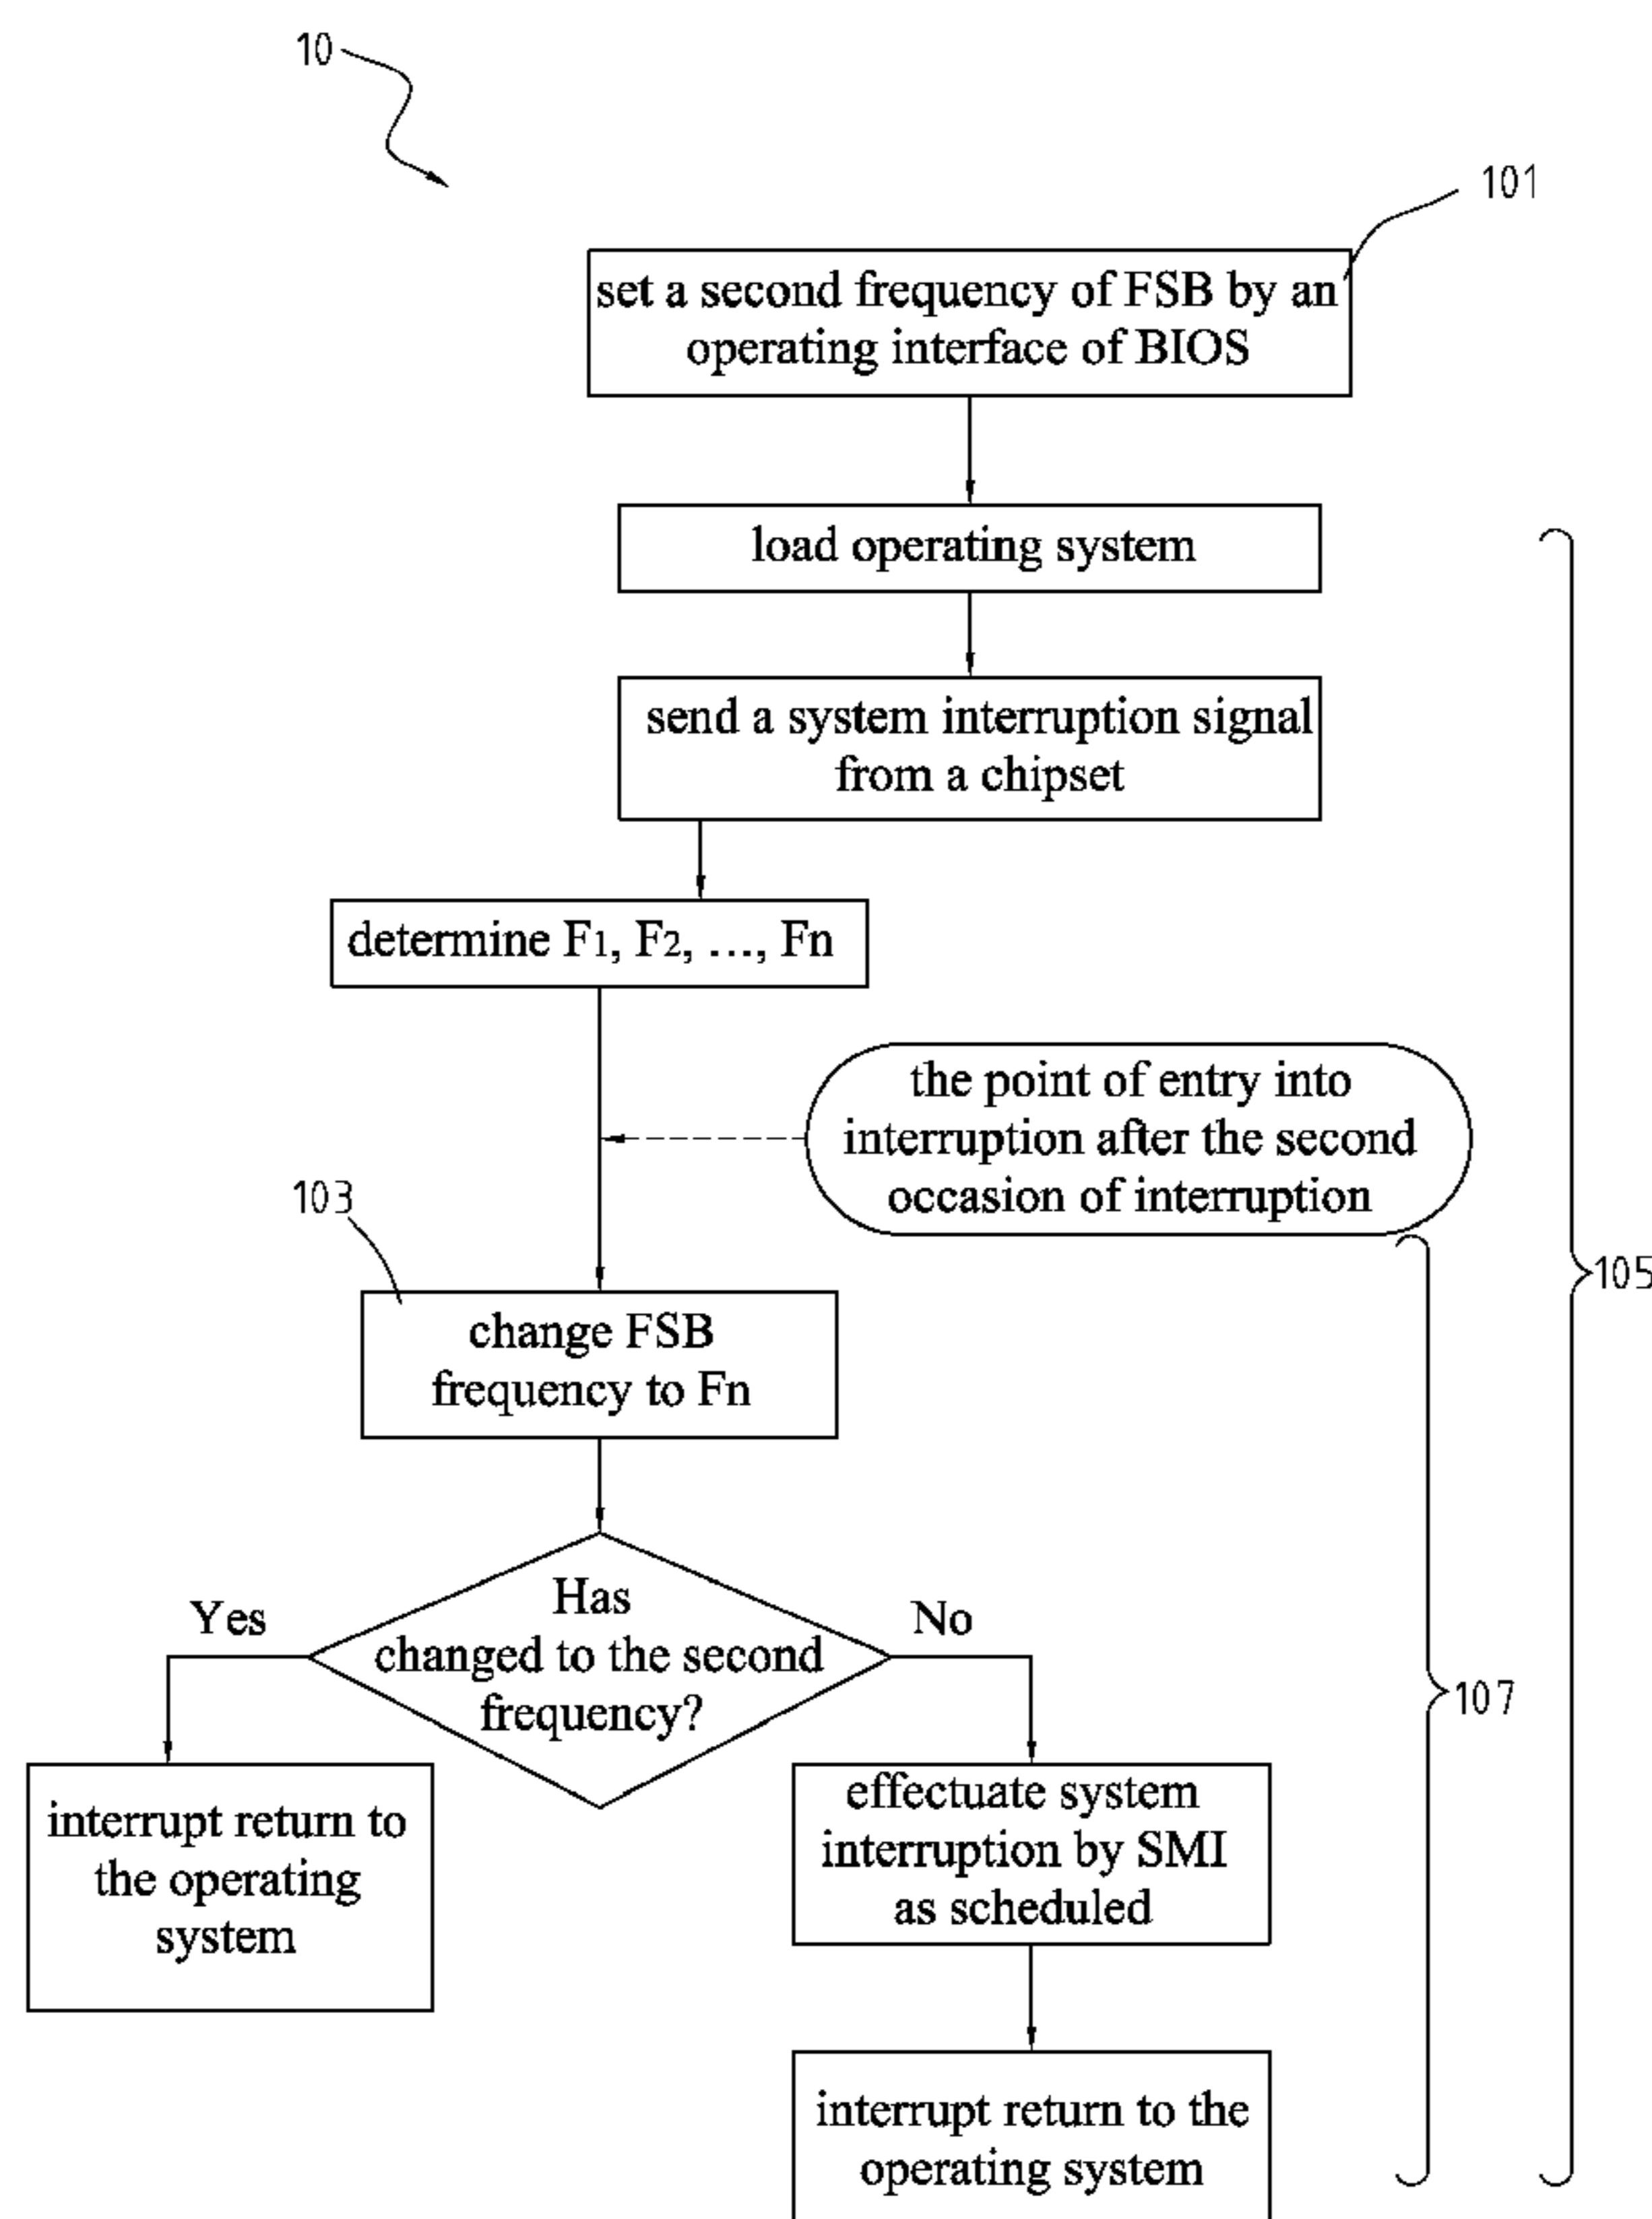 10
101
set a second frequency of FSB by an
operating interface of BIOS
load operating system
send a system interruption signal
from a chipset
determine F1, F2, ..., Fn
the point of entry into
interruption after the second
occasion of interruption
103
105
change FSB
frequency to Fn
Has
changed to the second
frequency?
Yes
No
107
interrupt return to
the operating
system
effectuate system
interruption by SMI
as scheduled
interrupt return to the
operating system